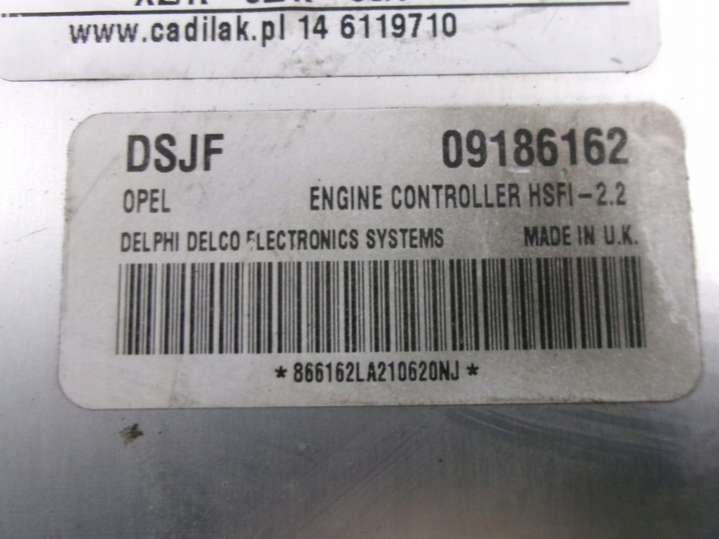 www.cadilak.pl 14 6119710
DSJF 09186162
OPEL ENGINE CONTROLLER HSFI-2.2
DELPHI DELCO ELECTRONICS SYSTEMS MADE IN U.K.
*866162LA210620NJ*